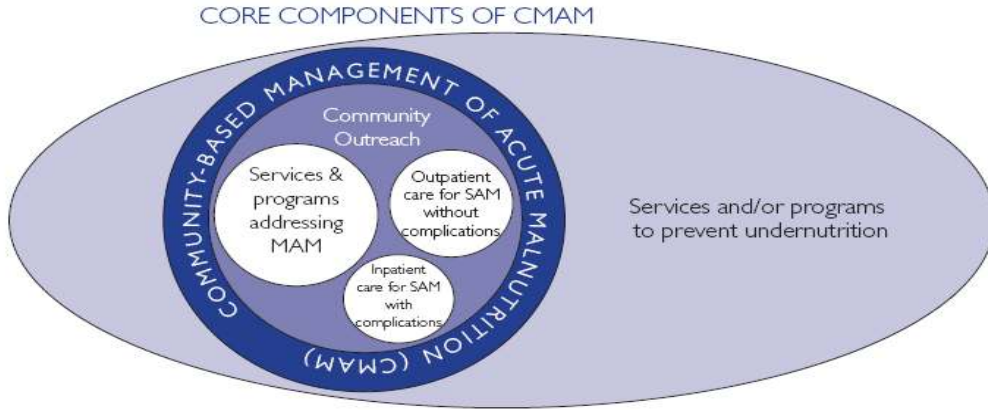 CORE COMPONENTS OF CMAM
COMMUNITY-BASED MANAGEMENT OF ACUTE MALNUTRITION (CMAM)
Community
Outreach
Services &
programs
addressing
MAM
Outpatient
care for SAM
without
complications
Inpatient
care for SAM
with
complications
Services and/or programs
to prevent undernutrition